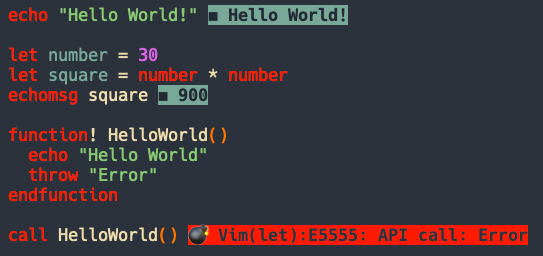 echo "Hello World!" ■ Hello World!
let number = 30
let square = number * number
echomsg square ■ 900
function! HelloWorld()
echo "Hello World"
throw "Error"
endfunction
call HelloWorld() 💣 Vim(let):E5555: API call: Error